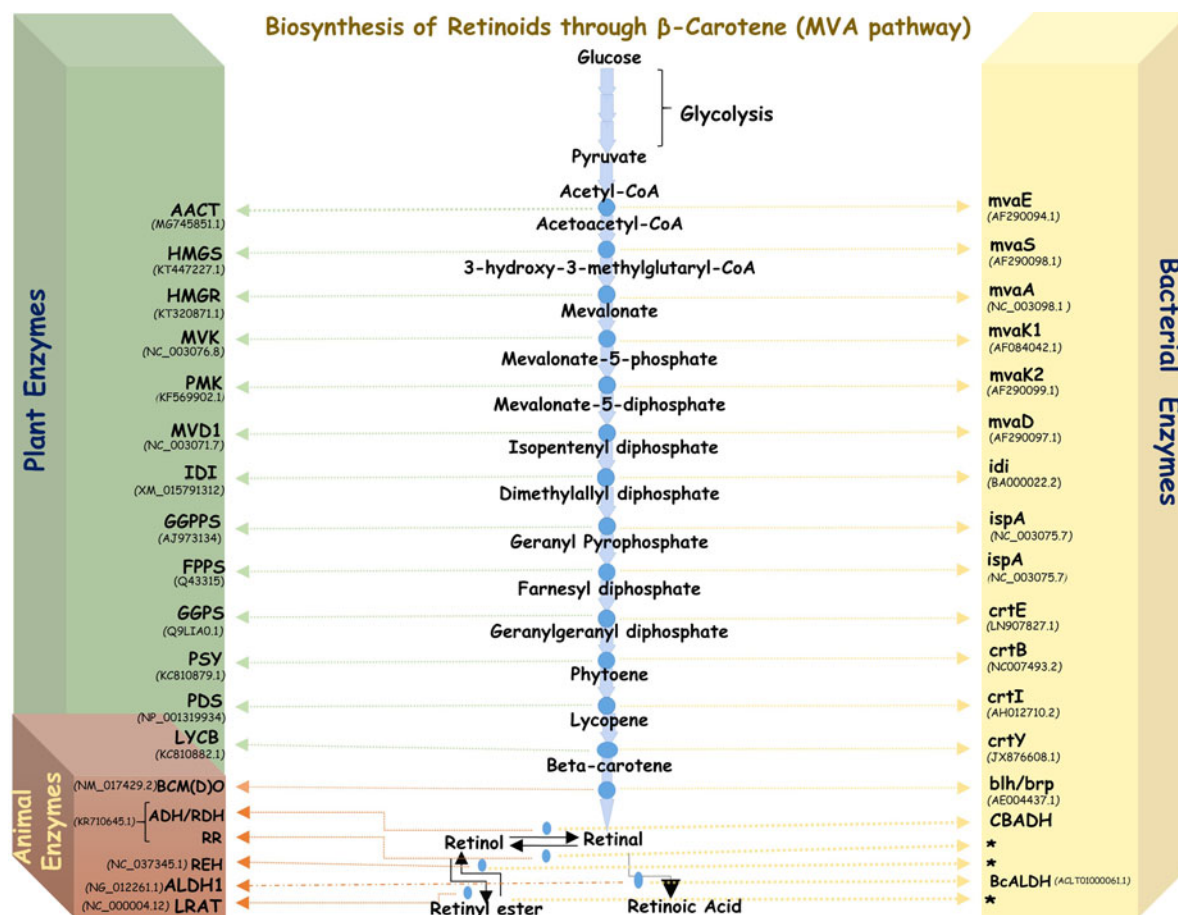 Biosynthesis of Retinoids through β-Carotene (MVA pathway)
Glucose
Glycolysis
Pyruvate
Acetyl-CoA
AACT
(MG745851.1)
mvaE
(AF290094.1)
Acetoacetyl-CoA
HMGS
(KT447227.1)
mvaS
(AF290098.1)
3-hydroxy-3-methylglutaryl-CoA
HMGR
(KT320871.1)
mvaA
(NC_003098.1)
Mevalonate
MVK
(NC_003076.8)
mvaK1
(AF084042.1)
Mevalonate-5-phosphate
PMK
(KF569902.1)
mvaK2
(AF290099.1)
Mevalonate-5-diphosphate
MVD1
(NC_003071.7)
mvaD
(AF290097.1)
Isopentenyl diphosphate
IDI
(XM_015791312)
idi
(BA000022.2)
Dimethylallyl diphosphate
GGPPS
(AJ973134)
ispA
(NC_003075.7)
Geranyl Pyrophosphate
FPPS
(Q43315)
ispA
(NC_003075.7)
Farnesyl diphosphate
GGPS
(Q9LIA0.1)
crtE
(LN907827.1)
Geranylgeranyl diphosphate
PSY
(KC810879.1)
crtB
(NC007493.2)
Phytoene
PDS
(NP_001319934)
crtI
(AH012710.2)
Lycopene
LYCB
(KC810882.1)
crtY
(JX876608.1)
Beta-carotene
(NM_017429.2) BCM(D)O
blh/brp
(AE004437.1)
(KR710645.1) ADH/RDH
RR
CBADH
Retinol
Retinal
*
(NC_037345.1) REH
*
(NG_012261.1) ALDH1
BcALDH (ACLT01000061.1)
(NC_000004.12) LRAT
Retinyl ester
Retinoic Acid
*
Plant Enzymes
Animal
Enzymes
Bacterial Enzymes